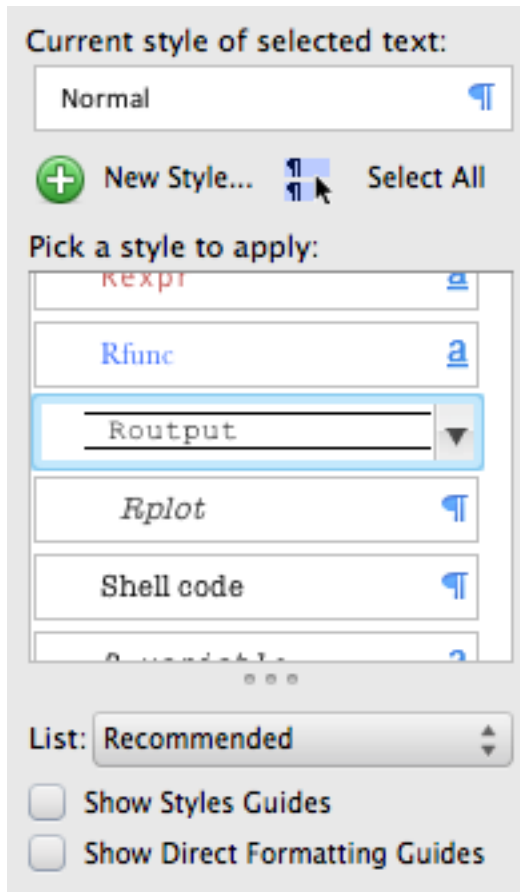 Current style of selected text:
Normal ¶
New Style... Select All
Pick a style to apply:
Rexpr a
Rfunc a
Routput
Rplot ¶
Shell code ¶
List: Recommended
Show Styles Guides
Show Direct Formatting Guides